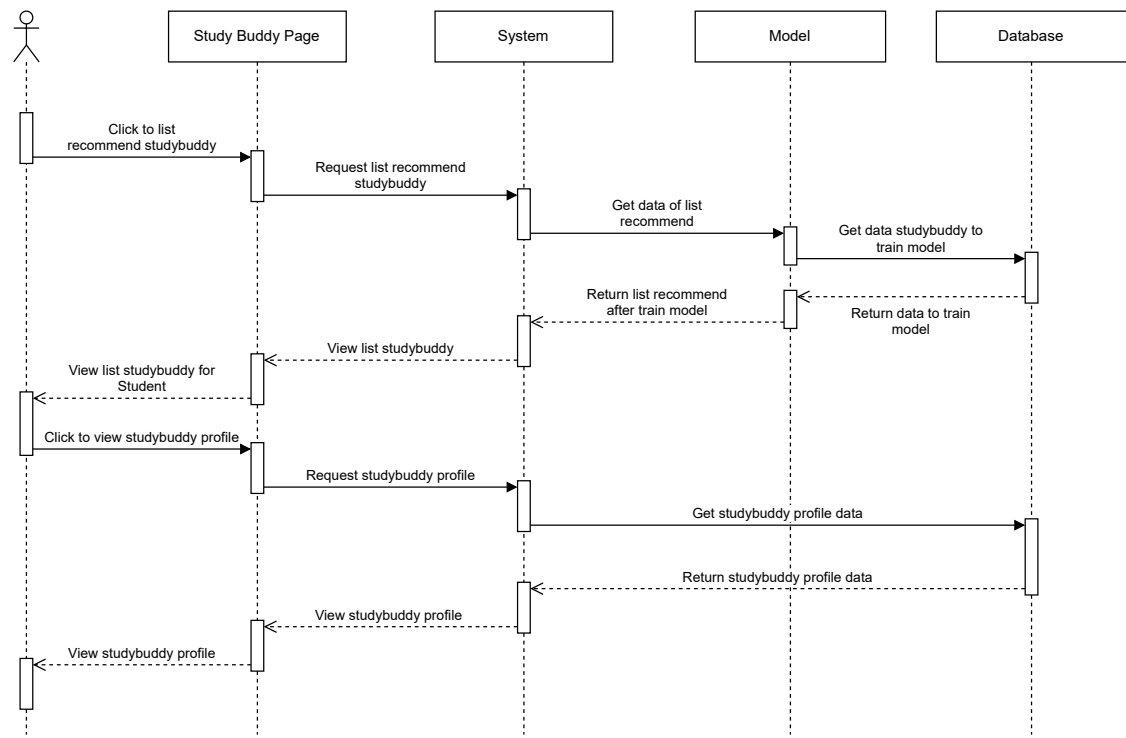 Study Buddy Page
System
Model
Database
Click to list
recommend studybuddy
Request list recommend
studybuddy
Get data of list
recommend
Get data studybuddy to
train model
Return data to train
model
Return list recommend
after train model
View list studybuddy
View list studybuddy for
Student
Click to view studybuddy profile
Request studybuddy profile
Get studybuddy profile data
Return studybuddy profile data
View studybuddy profile
View studybuddy profile